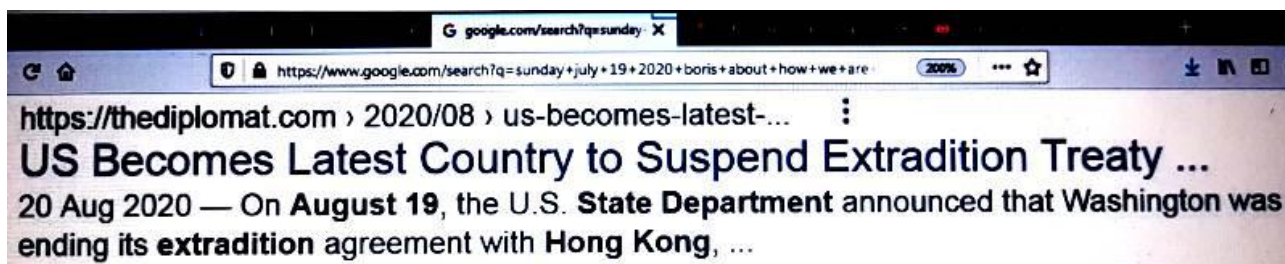 G google.com/search?q=sunday
https://www.google.com/search?q=sunday+july+19+2020+boris+about+how+we+are 200%
https://thediplomat.com › 2020/08 › us-becomes-latest-...
US Becomes Latest Country to Suspend Extradition Treaty ...
20 Aug 2020 — On August 19, the U.S. State Department announced that Washington was
ending its extradition agreement with Hong Kong, ...